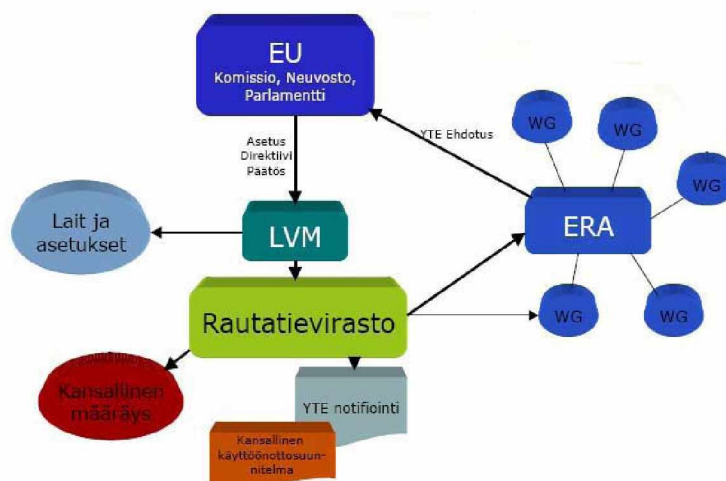 EU
Komissio, Neuvosto,
Parlamentti
YTE Ehdotus
Asetus
Direktiivi
Päätös
WG
WG
WG
Lait ja
asetukset
LVM
ERA
Rautatievirasto
WG
WG
Kansallinen
määräys
YTE notifiointi
Kansallinen
käyttöönottosuun-
nitelma